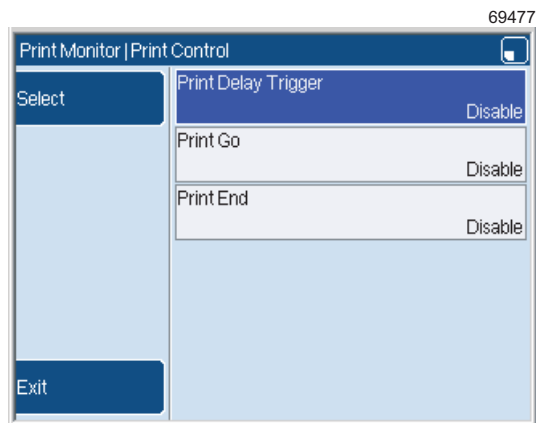 69477
Print Monitor | Print Control
Select
Print Delay Trigger
Disable
Print Go
Disable
Print End
Disable
Exit